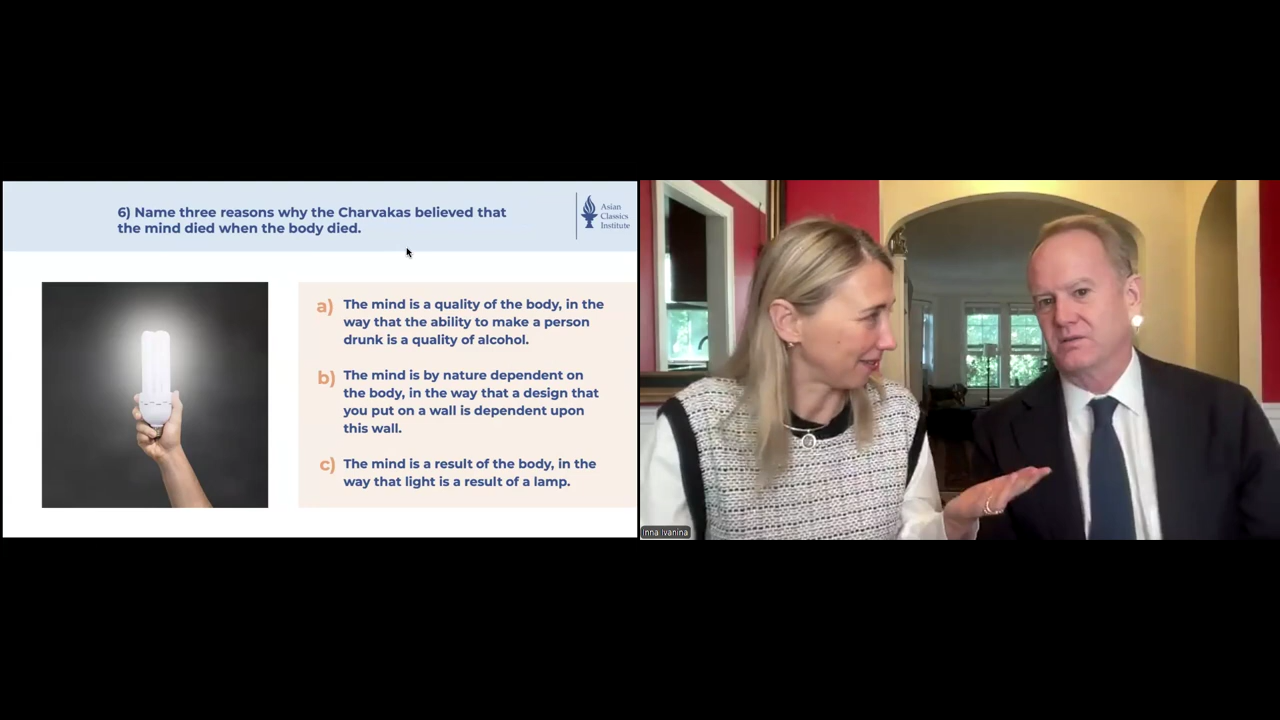 6) Name three reasons why the Charvakas believed that
the mind died when the body died.
Asian
Classics
Institute
a) The mind is a quality of the body, in the
way that the ability to make a person
drunk is a quality of alcohol.
b) The mind is by nature dependent on
the body, in the way that a design that
you put on a wall is dependent upon
this wall.
c) The mind is a result of the body, in the
way that light is a result of a lamp.
Inna Ivanina